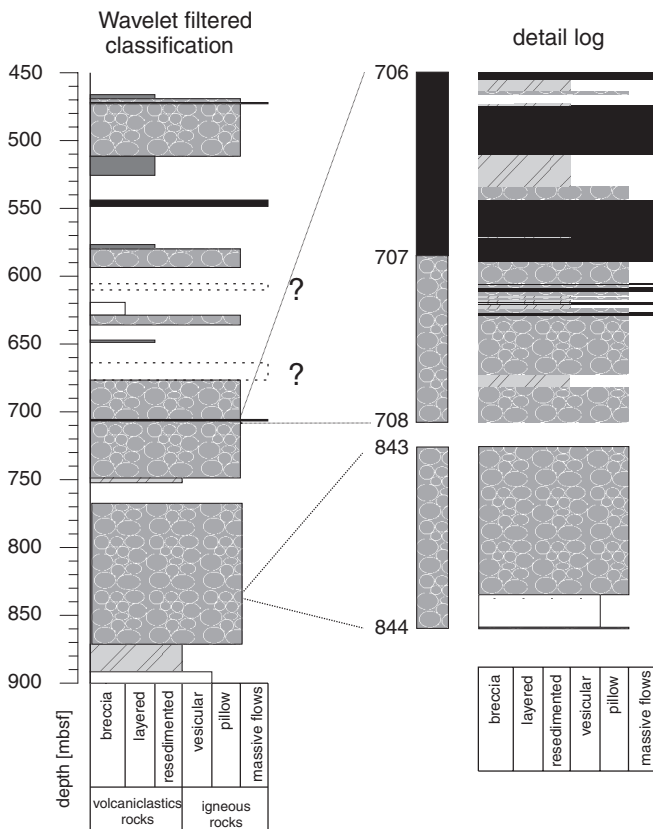 Wavelet filtered
classification
detail log
450
500
550
600
650
700
750
800
850
900
depth [mbsf]
?
?
706
707
708
843
844
breccia
layered
resedimented
vesicular
pillow
massive flows
volcaniclastics
rocks
igneous
rocks
breccia
layered
resedimented
vesicular
pillow
massive flows